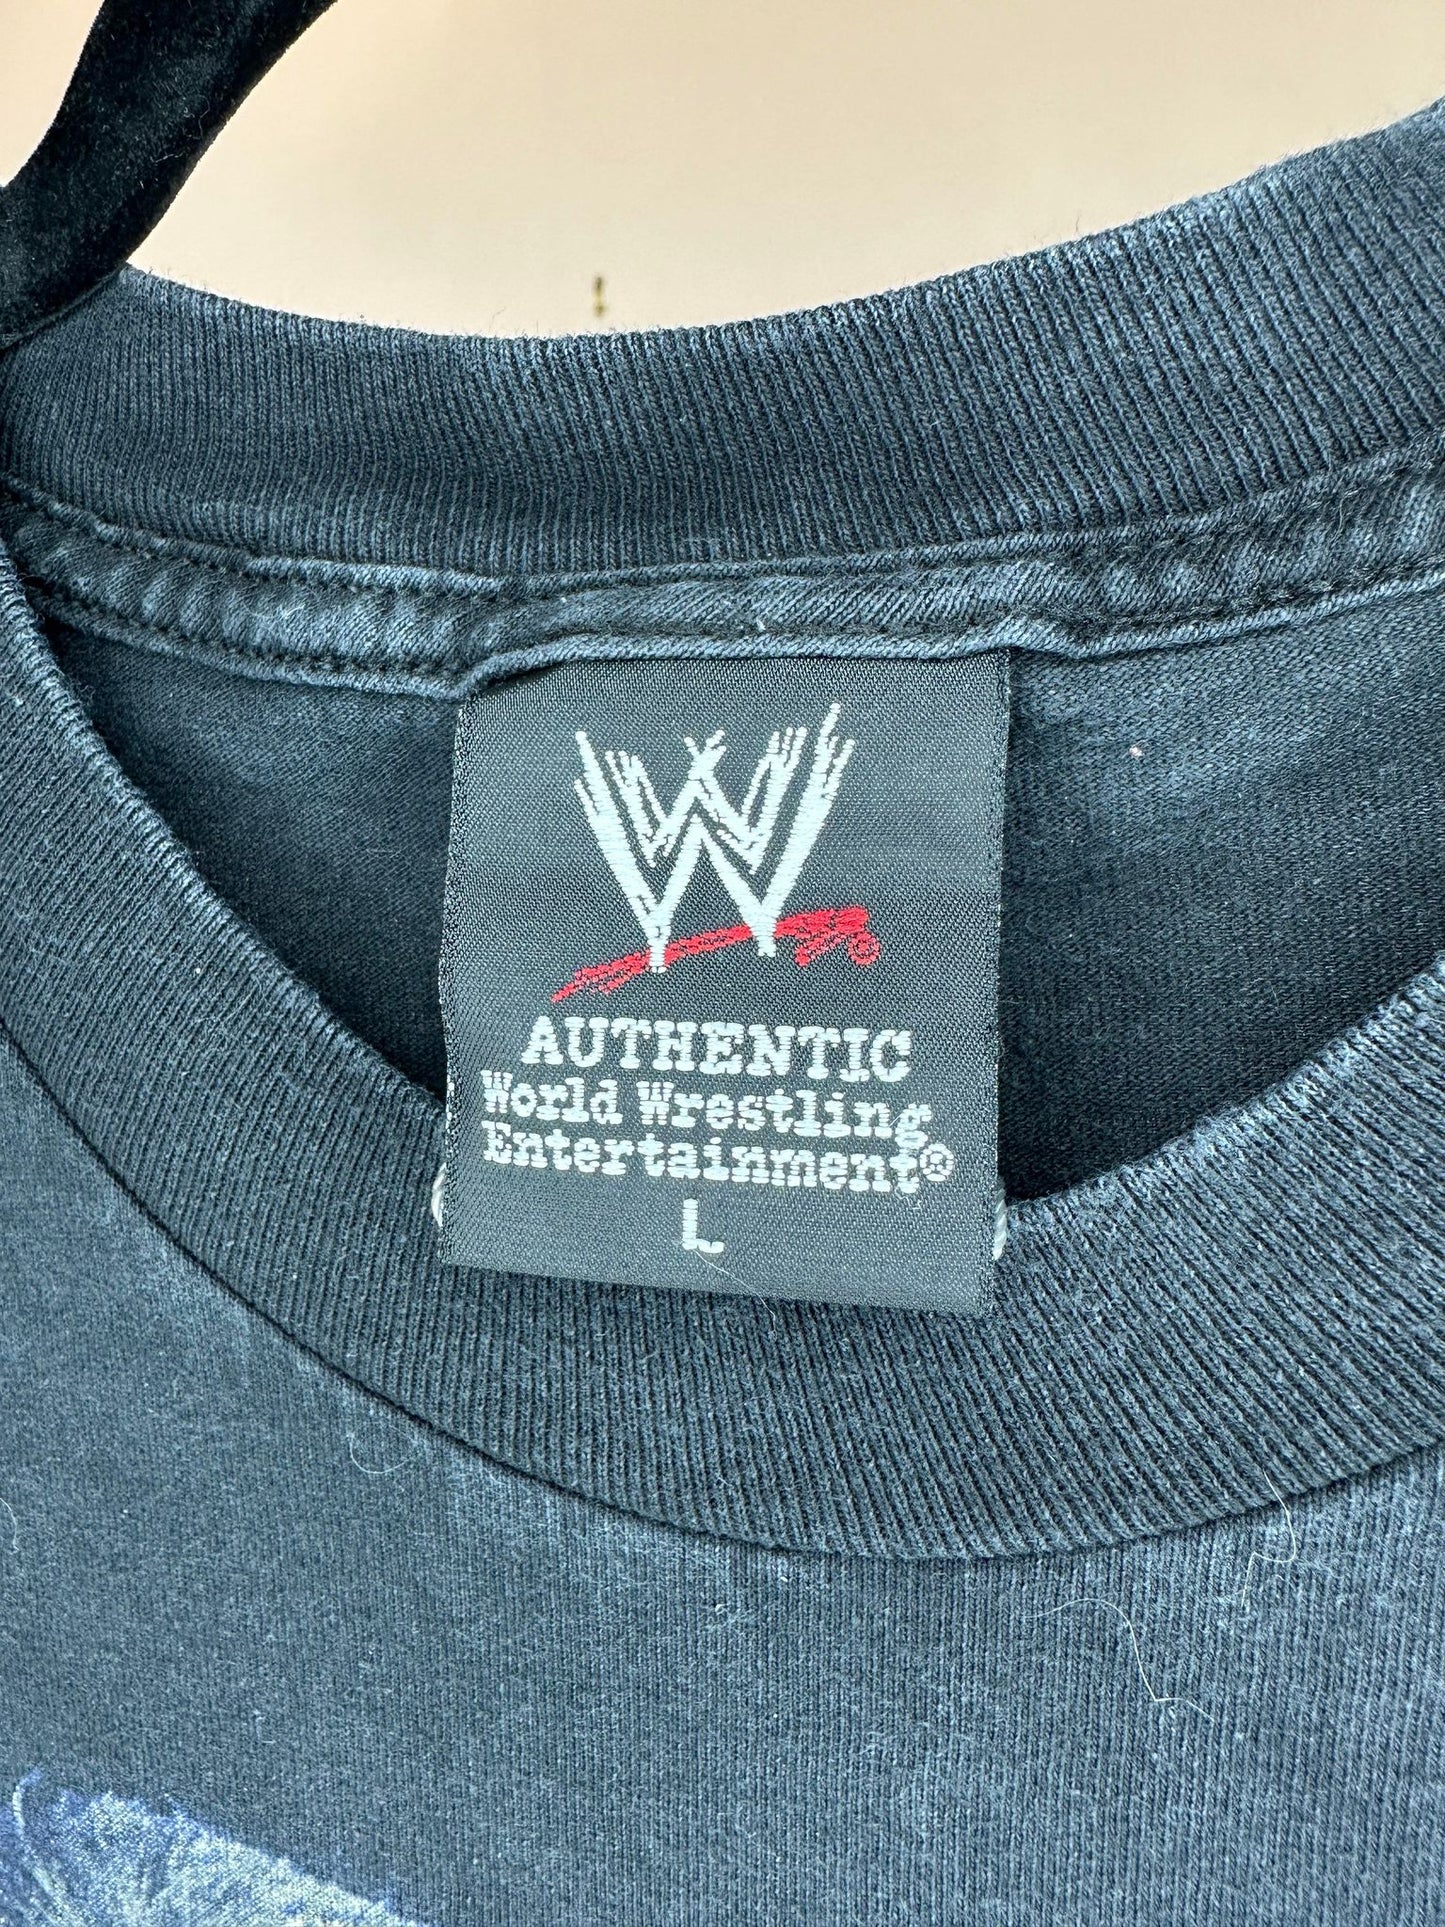 W
AUTHENTIC
World Wrestling
Entertainment®
L